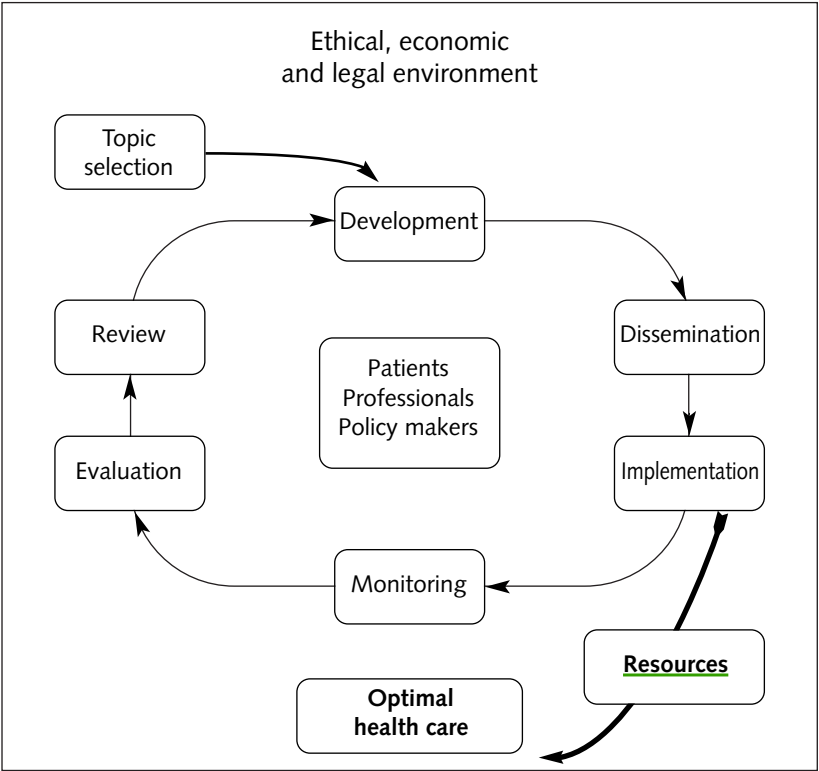 Ethical, economic
and legal environment
Topic
selection
Development
Review
Dissemination
Patients
Professionals
Policy makers
Evaluation
Implementation
Monitoring
Resources
Optimal
health care